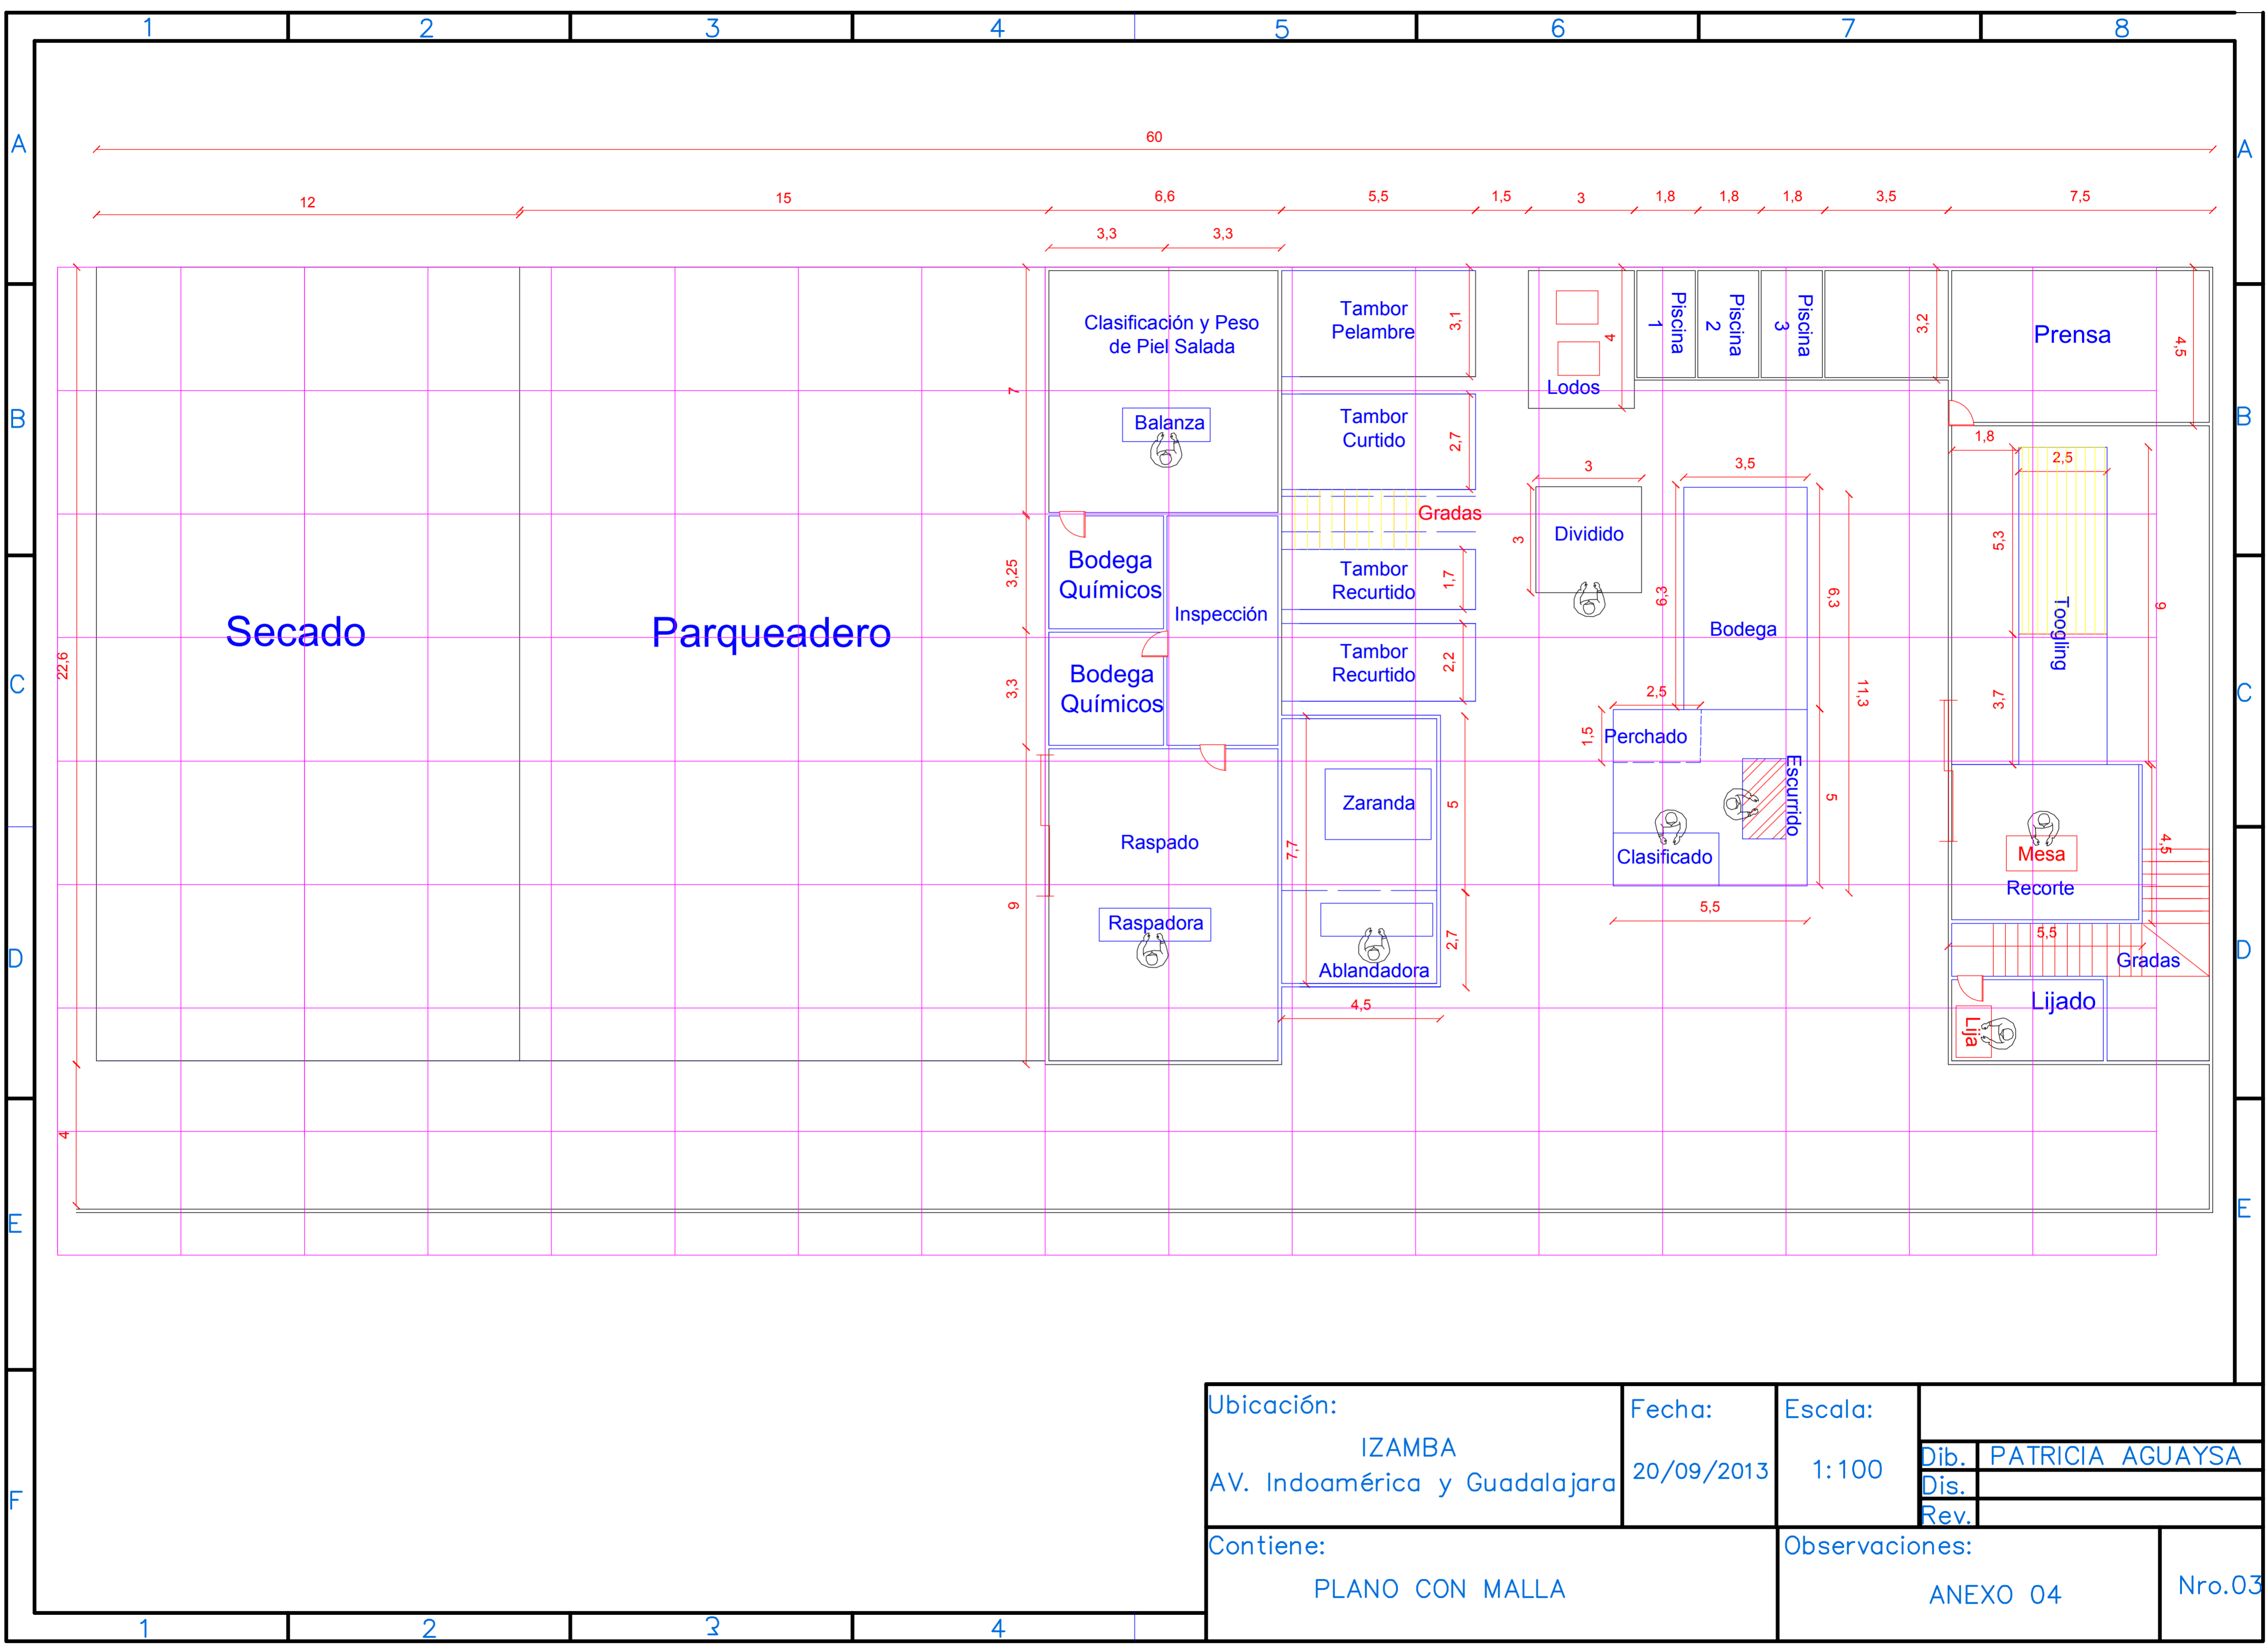 1 2 3 4 5 6 7 8
A A
60
12 15 6,6 5,5 1,5 3 1,8 1,8 1,8 3,5 7,5
3,3 3,3
B B
C C
D D
E E
F
22,6
4
Secado
Parqueadero
7
3,25
3,3
9
Clasificación y Peso
de Piel Salada
Balanza
Bodega
Químicos
Bodega
Químicos
Inspección
Raspado
Raspadora
Tambor
Pelambre
3,1
Tambor
Curtido
2,7
Gradas
Tambor
Recurtido
1,7
Tambor
Recurtido
2,2
Zaranda
5
7,7
2,7
Ablandadora
4,5
Lodos
4
Piscina
1
Piscina
2
Piscina
3
3,2
3
3
Dividido
3,5
6,3
Bodega
6,3
11,3
2,5
1,5
Perchado
Escurrido
5
Clasificado
5,5
Prensa
4,5
1,8
2,5
5,3
3,7
Toogling
9
Mesa
Recorte
4,5
5,5
Gradas
Lijado
Lija
Ubicación:
IZAMBA
AV. Indoamérica y Guadalajara
Fecha:
20/09/2013
Escala:
1:100
Dib. PATRICIA AGUAYSA
Dis.
Rev.
Contiene:
PLANO CON MALLA
Observaciones:
ANEXO 04
Nro.03
1 2 3 4